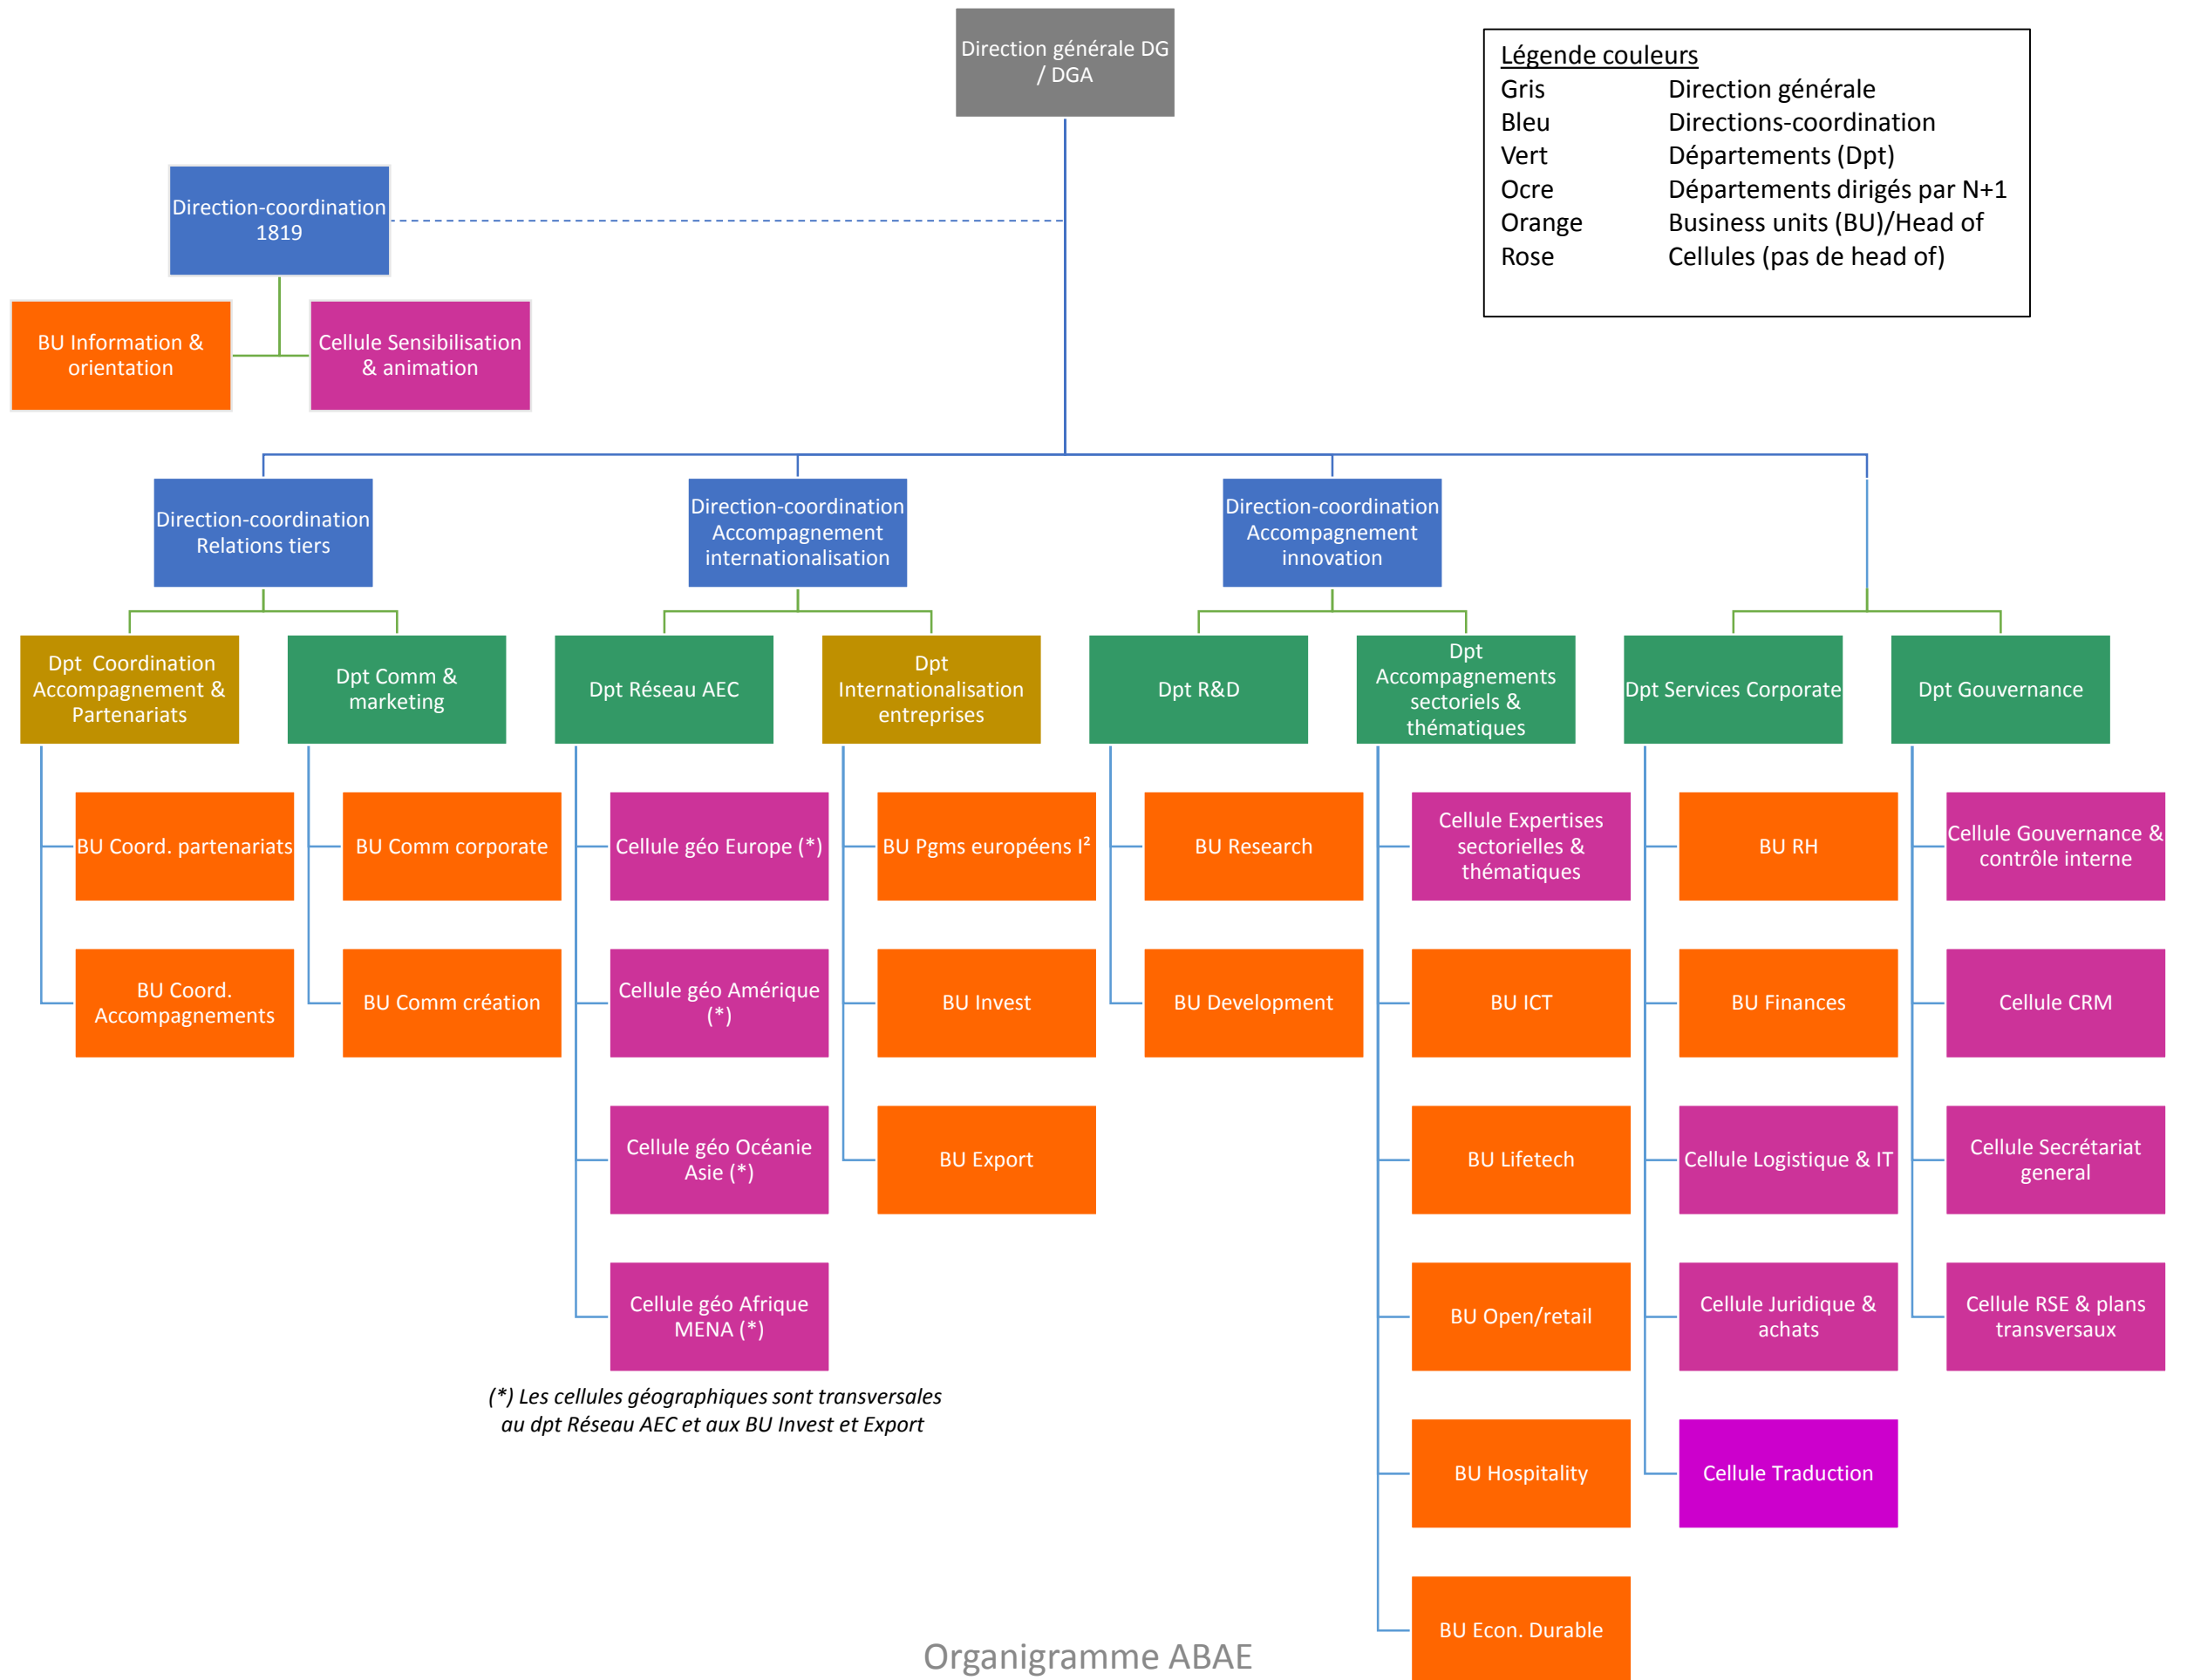 Direction générale DG
/ DGA
Légende couleurs
Gris Direction générale
Bleu Directions-coordination
Vert Départements (Dpt)
Ocre Départements dirigés par N+1
Orange Business units (BU)/Head of
Rose Cellules (pas de head of)
Direction-coordination
1819
BU Information &
orientation
Cellule Sensibilisation
& animation
Direction-coordination
Relations tiers
Direction-coordination
Accompagnement
internationalisation
Direction-coordination
Accompagnement
innovation
Dpt  Coordination
Accompagnement &
Partenariats
Dpt Comm &
marketing
Dpt Réseau AEC
Dpt
Internationalisation
entreprises
Dpt R&D
Dpt
Accompagnements
sectoriels &
thématiques
Dpt Services Corporate
Dpt Gouvernance
BU Coord. partenariats
BU Comm corporate
Cellule géo Europe (*)
BU Pgms européens I²
BU Research
Cellule Expertises
sectorielles &
thématiques
BU RH
Cellule Gouvernance &
contrôle interne
BU Coord.
Accompagnements
BU Comm création
Cellule géo Amérique
(*)
BU Invest
BU Development
BU ICT
BU Finances
Cellule CRM
Cellule géo Océanie
Asie (*)
BU Export
BU Lifetech
Cellule Logistique & IT
Cellule Secrétariat
general
Cellule géo Afrique
MENA (*)
BU Open/retail
Cellule Juridique &
achats
Cellule RSE & plans
transversaux
(*) Les cellules géographiques sont transversales
au dpt Réseau AEC et aux BU Invest et Export
BU Hospitality
Cellule Traduction
BU Econ. Durable
Organigramme ABAE